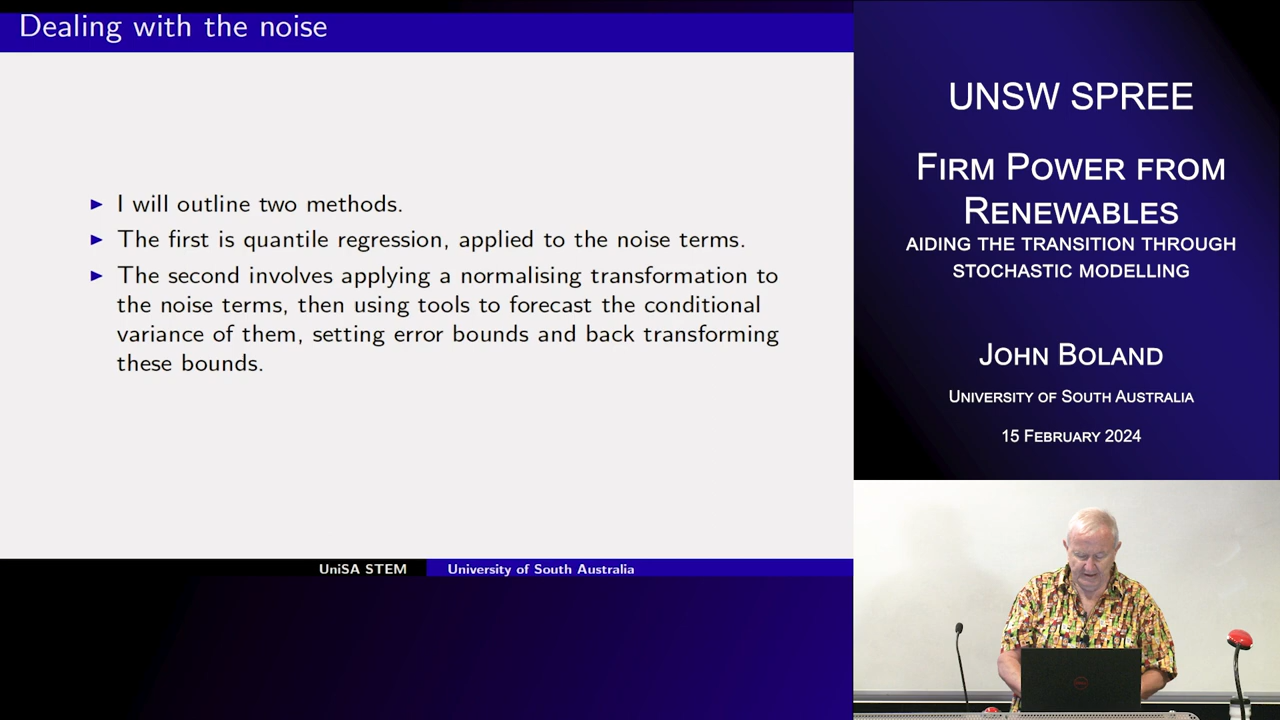 Dealing with the noise
I will outline two methods.
The first is quantile regression, applied to the noise terms.
The second involves applying a normalising transformation to
the noise terms, then using tools to forecast the conditional
variance of them, setting error bounds and back transforming
these bounds.
UniSA STEM
University of South Australia
UNSW SPREE
FIRM POWER FROM
RENEWABLES
AIDING THE TRANSITION THROUGH
STOCHASTIC MODELLING
JOHN BOLAND
UNIVERSITY OF SOUTH AUSTRALIA
15 FEBRUARY 2024